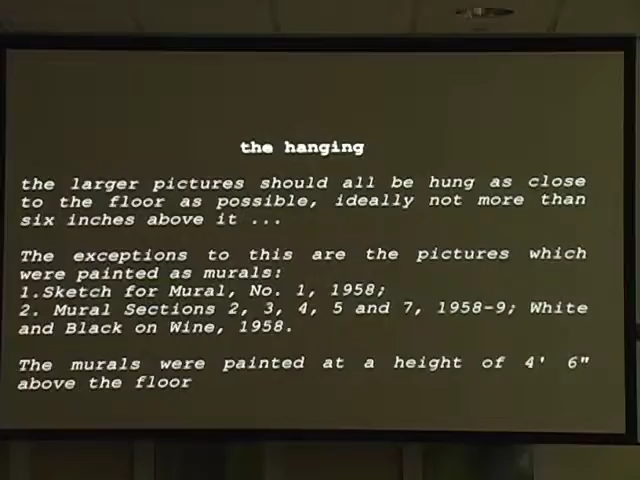 the hanging
the larger pictures should all be hung as close
to the floor as possible, ideally not more than
six inches above it ...
The exceptions to this are the pictures which
were painted as murals:
1.Sketch for Mural, No. 1, 1958;
2. Mural Sections 2, 3, 4, 5 and 7, 1958-9; White
and Black on Wine, 1958.
The murals were painted at a height of 4' 6"
above the floor